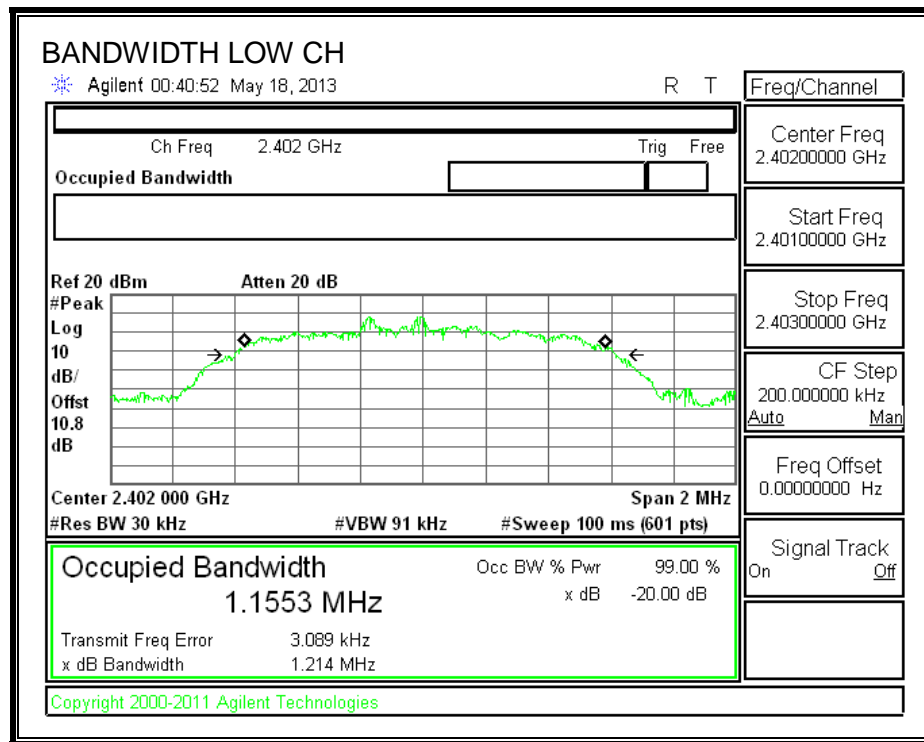 BANDWIDTH LOW CH
Agilent 00:40:52 May 18, 2013 R T
Ch Freq 2.402 GHz Trig Free
Occupied Bandwidth
Ref 20 dBm Atten 20 dB
#Peak
Log
10
dB/
Offst
10.8
dB
Center 2.402 000 GHz Span 2 MHz
#Res BW 30 kHz #VBW 91 kHz #Sweep 100 ms (601 pts)
Occupied Bandwidth Occ BW % Pwr 99.00 %
1.1553 MHz x dB -20.00 dB
Transmit Freq Error 3.089 kHz
x dB Bandwidth 1.214 MHz
Copyright 2000-2011 Agilent Technologies
Freq/Channel
Center Freq
2.40200000 GHz
Start Freq
2.40100000 GHz
Stop Freq
2.40300000 GHz
CF Step
200.000000 kHz
Auto Man
Freq Offset
0.00000000 Hz
Signal Track
On Off